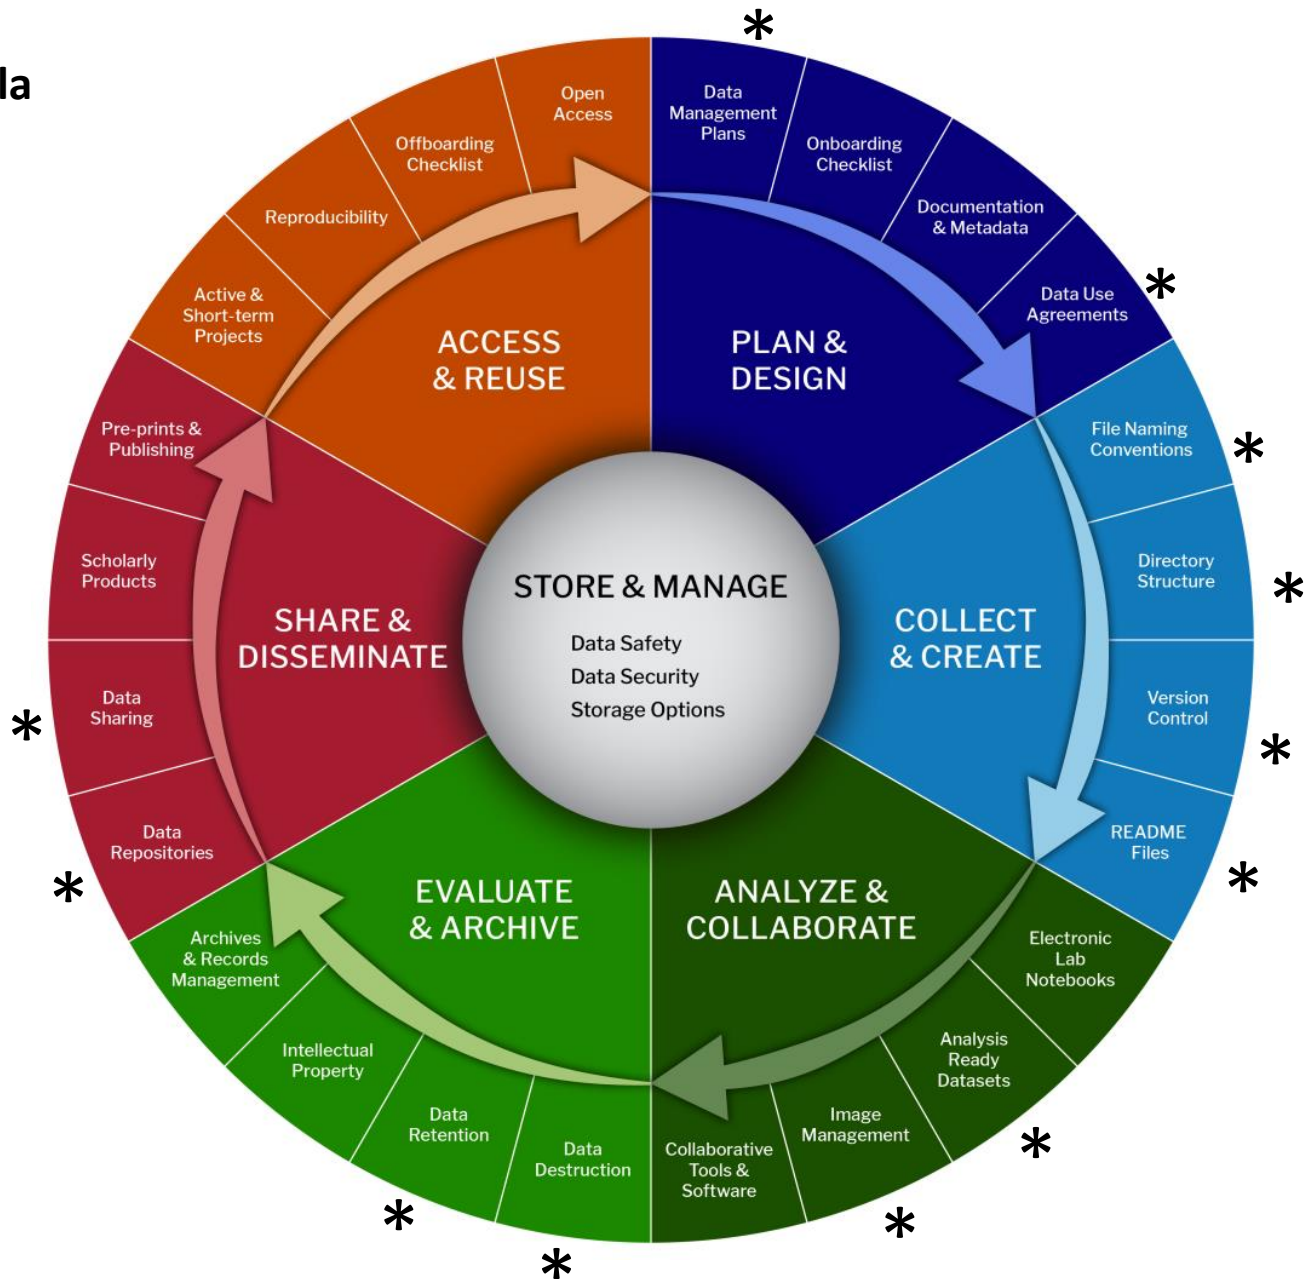 la
*
Data
Management
Plans
Onboarding
Checklist
Documentation
& Metadata
Data Use
Agreements
*
PLAN &
DESIGN
File Naming
Conventions
*
Directory
Structure
*
Version
Control
*
README
Files
*
COLLECT
& CREATE
Electronic
Lab
Notebooks
Analysis
Ready
Datasets
*
Image
Management
*
Collaborative
Tools &
Software
ANALYZE &
COLLABORATE
Data
Destruction
*
Data
Retention
*
Intellectual
Property
Archives
& Records
Management
EVALUATE
& ARCHIVE
Data
Repositories
*
Data
Sharing
*
Scholarly
Products
Pre-prints &
Publishing
SHARE &
DISSEMINATE
Active &
Short-term
Projects
Reproducibility
Offboarding
Checklist
Open
Access
ACCESS
& REUSE
STORE & MANAGE
Data Safety
Data Security
Storage Options